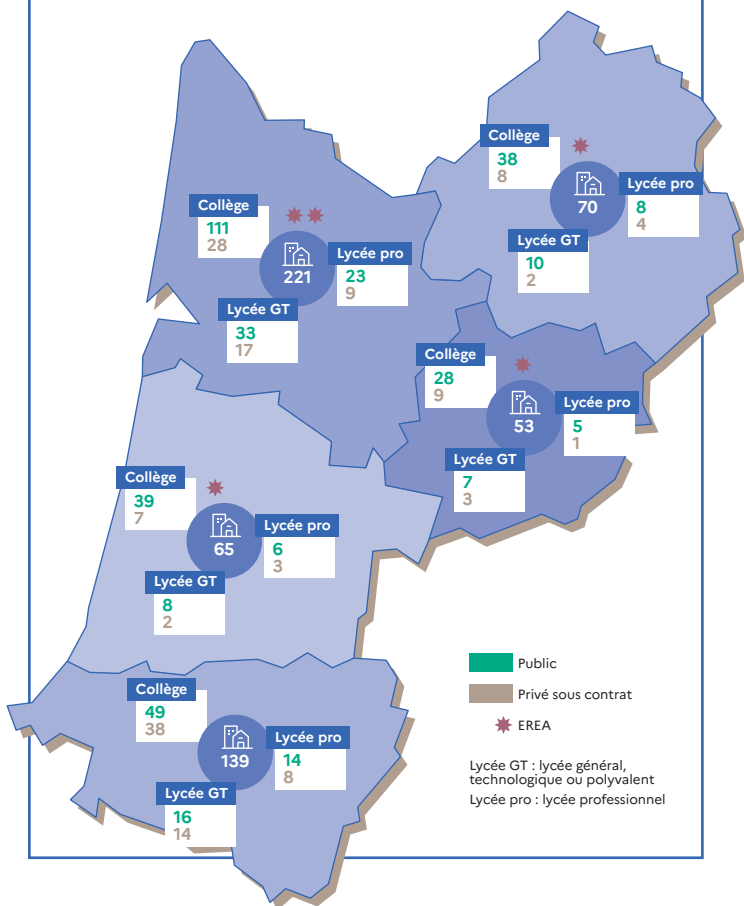 Collège
38
8
70
Lycée pro
8
4
Lycée GT
10
2
Collège
111
28
221
Lycée pro
23
9
Lycée GT
33
17
Collège
28
9
53
Lycée pro
5
1
Lycée GT
7
3
Collège
39
7
65
Lycée pro
6
3
Lycée GT
8
2
Collège
49
38
139
Lycée pro
14
8
Lycée GT
16
14
Public
Privé sous contrat
EREA
Lycée GT : lycée général,
technologique ou polyvalent
Lycée pro : lycée professionnel